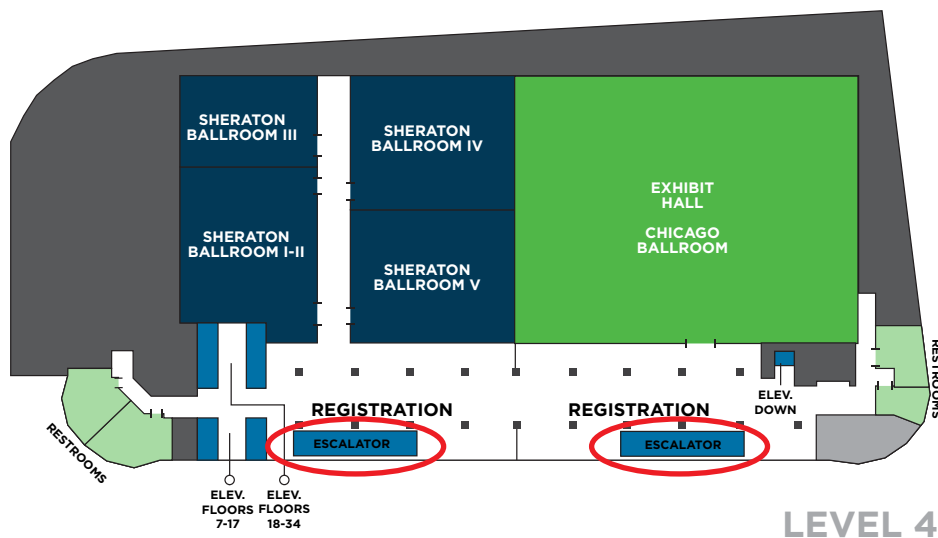 SHERATON
BALLROOM III
SHERATON
BALLROOM IV
EXHIBIT
HALL
CHICAGO
BALLROOM
SHERATON
BALLROOM I-II
SHERATON
BALLROOM V
RESTROOMS
ELEV.
DOWN
REGISTRATION
REGISTRATION
ESCALATOR
ESCALATOR
RESTROOMS
ELEV.
FLOORS
7-17
ELEV.
FLOORS
18-34
LEVEL 4